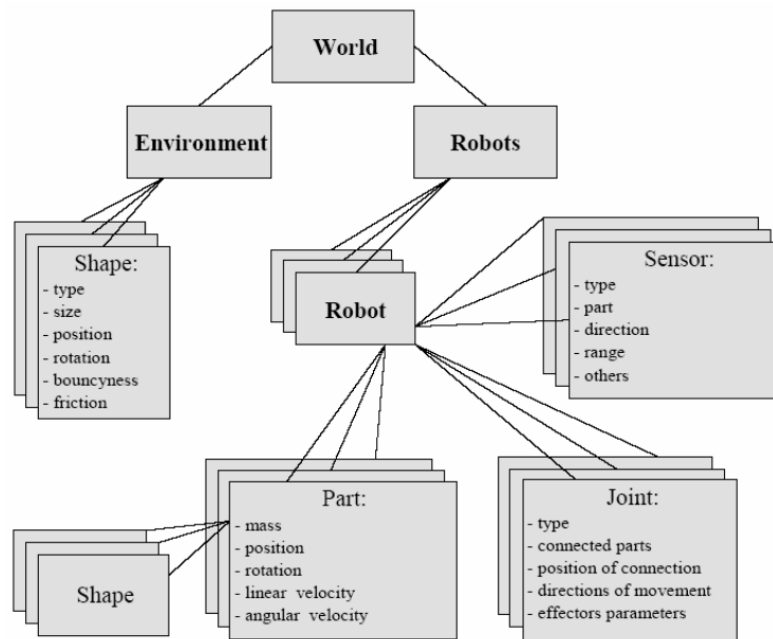 World
Environment
Robots
Shape:
- type
- size
- position
- rotation
- bouncyness
- friction
Robot
Sensor:
- type
- part
- direction
- range
- others
Shape
Part:
- mass
- position
- rotation
- linear velocity
- angular velocity
Joint:
- type
- connected parts
- position of connection
- directions of movement
- effectors parameters